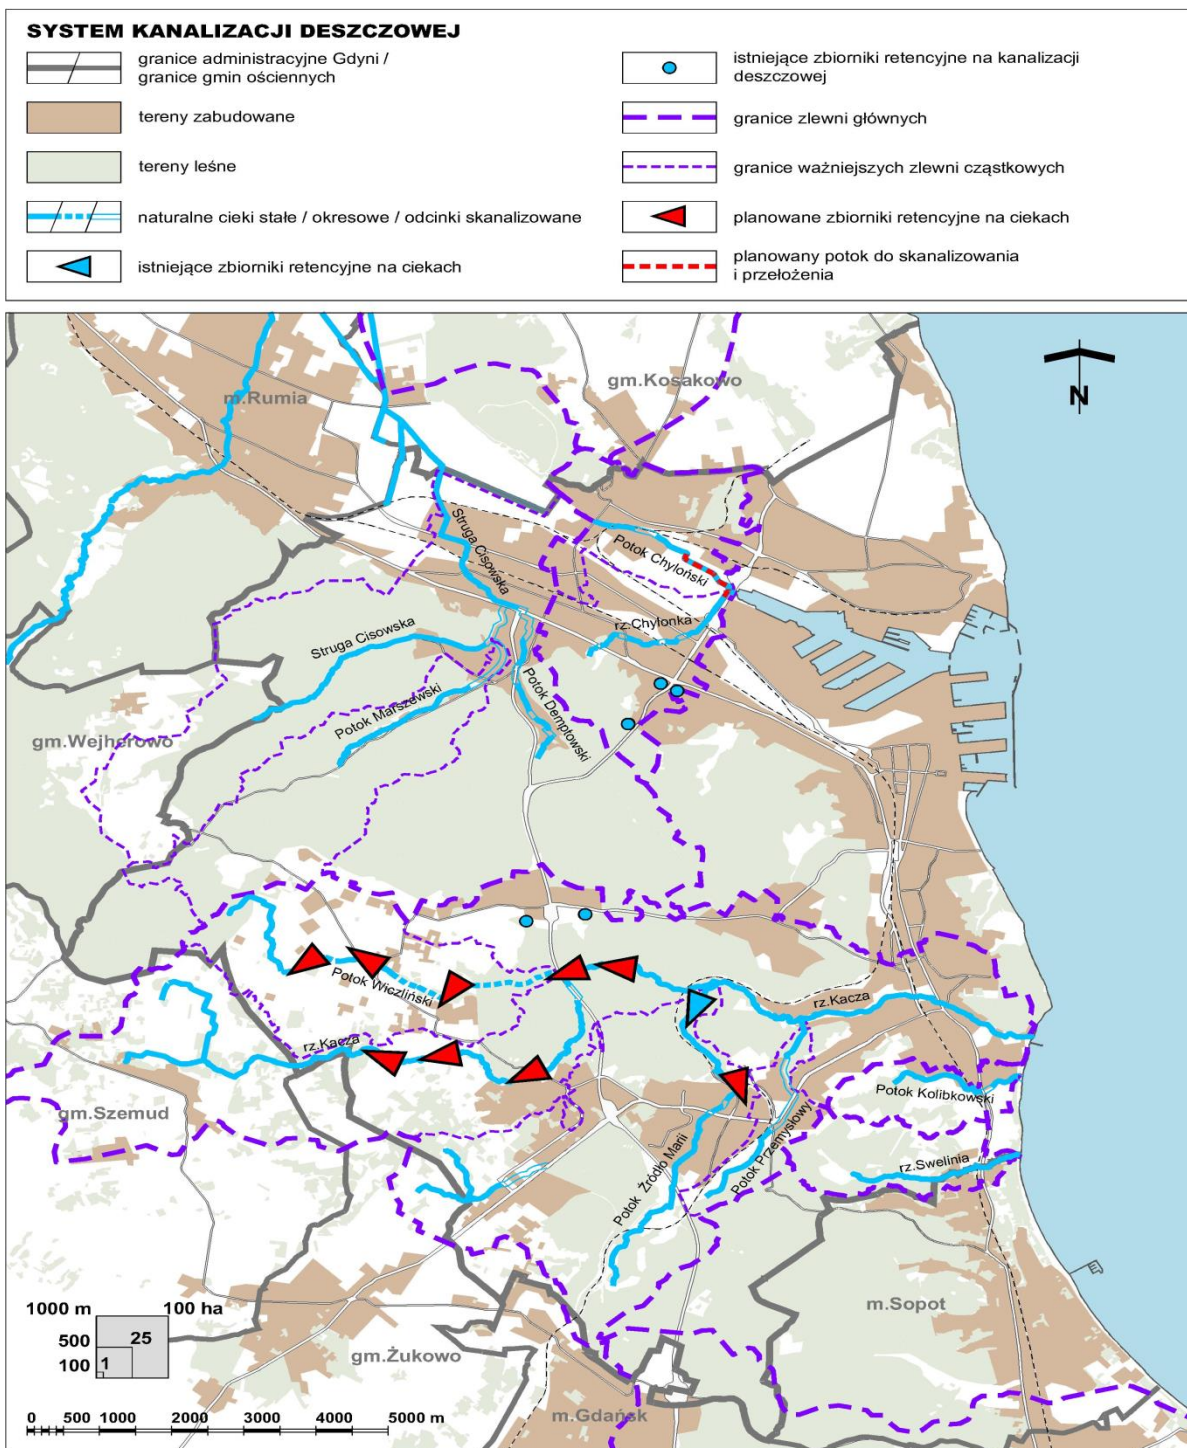 SYSTEM KANALIZACJI DESZCZOWEJ
granice administracyjne Gdyni /
granice gmin ościennych
tereny zabudowane
tereny leśne
naturalne cieki stałe / okresowe / odcinki skanalizowane
istniejące zbiorniki retencyjne na ciekach
istniejące zbiorniki retencyjne na kanalizacji
deszczowej
granice zlewni głównych
granice ważniejszych zlewni cząstkowych
planowane zbiorniki retencyjne na ciekach
planowany potok do skanalizowania
i przełożenia
N
gm.Kosakowo
m.Rumia
Struga Cisowska
Potok Chyloński
rz.Chylonka
Struga Cisowska
Potok Marszewski
Potok Demptowski
gm.Wejherowo
Potok Wiczliński
rz.Kacza
rz.Kacza
Potok Kolibkowski
gm.Szemud
Potok Przemysłowy
rz.Swelinia
Potok Źródło Marii
m.Sopot
gm.Żukowo
m.Gdańsk
1000 m 100 ha
500 25
100 1
0 500 1000 2000 3000 4000 5000 m